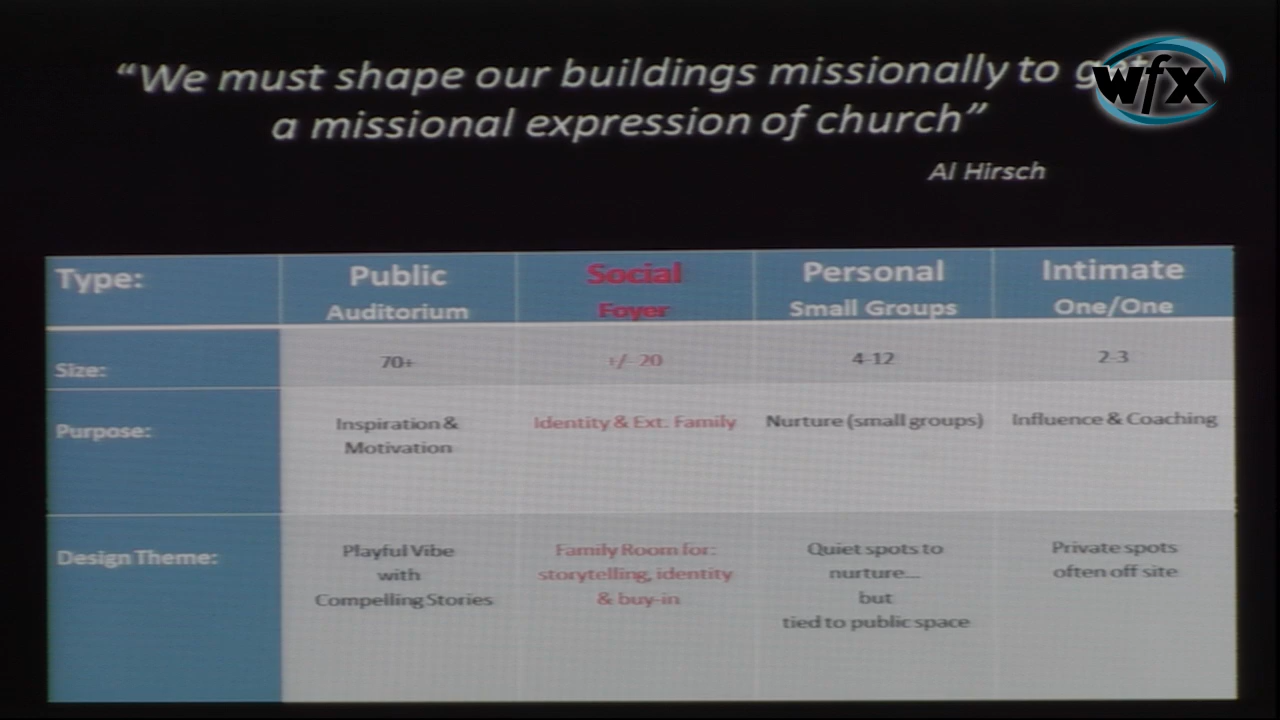 “We must shape our buildings missionally to get
a missional expression of church”
Al Hirsch
wfx
Type:
Public
Auditorium
Social
Foyer
Personal
Small Groups
Intimate
One/One
Size:
70+
+/- 20
4-12
2-3
Purpose:
Inspiration &
Motivation
Identity & Ext. Family
Nurture (small groups)
Influence & Coaching
Design Theme:
Playful Vibe
with
Compelling Stories
Family Room for:
storytelling, identity
& buy-in
Quiet spots to
nurture...
but
tied to public space
Private spots
often off site